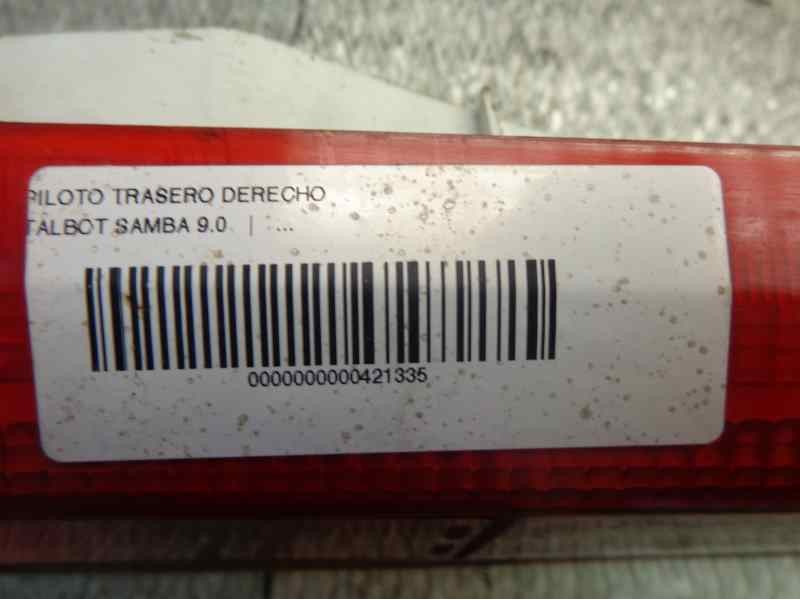 PILOTO TRASERO DERECHO
TALBOT SAMBA 9.0 | ...
0000000000421335